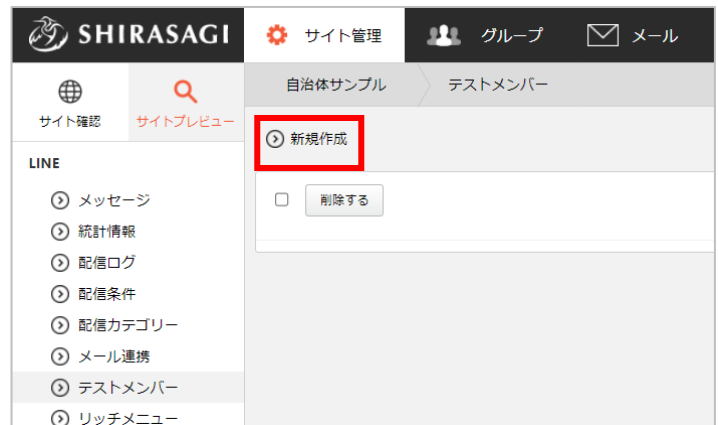 SHIRASAGI
サイト管理
グループ
メール
サイト確認
サイトプレビュー
自治体サンプル
テストメンバー
新規作成
削除する
LINE
メッセージ
統計情報
配信ログ
配信条件
配信カテゴリー
メール連携
テストメンバー
リッチメニュー